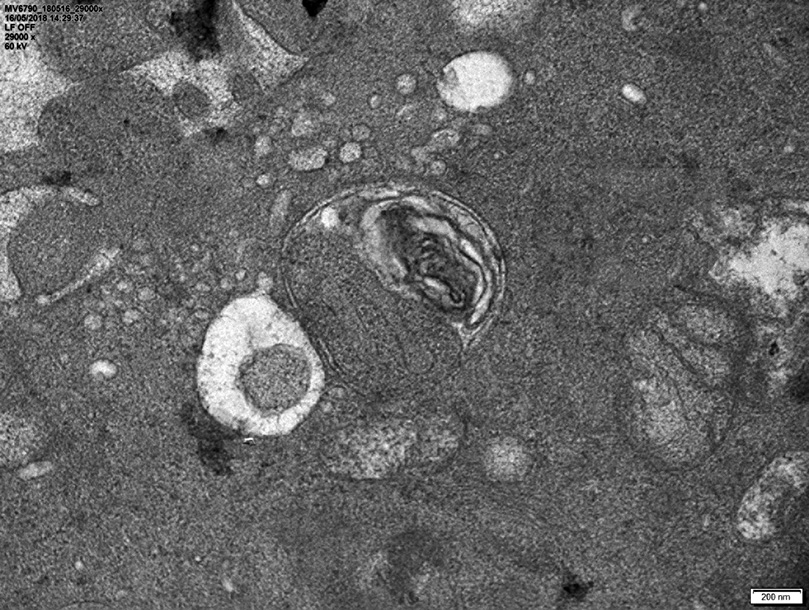 MV6790_180516_29000x
16/05/2018 14:29:37
LF OFF
29000 x
60 kV
200 nm